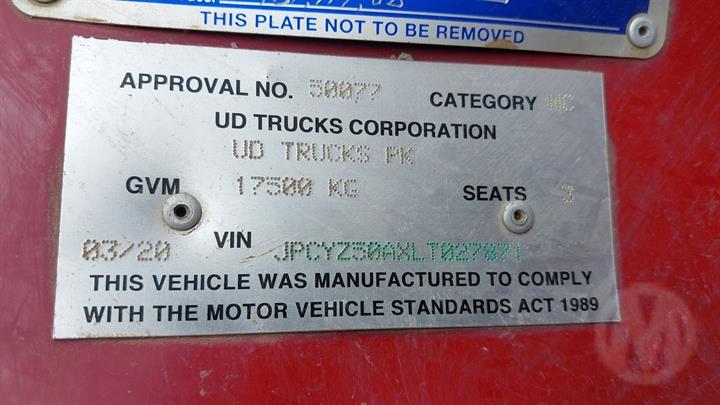 THIS PLATE NOT TO BE REMOVED
APPROVAL NO. 50077 CATEGORY NC
UD TRUCKS CORPORATION
UD TRUCKS PK
GVM 17500 KG SEATS 3
03/20 VIN JPCYZ50AXLT027071
THIS VEHICLE WAS MANUFACTURED TO COMPLY
WITH THE MOTOR VEHICLE STANDARDS ACT 1989